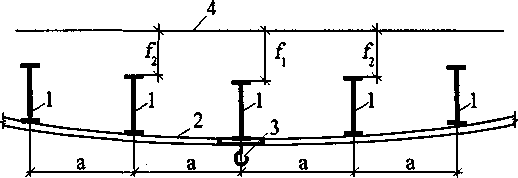 4
f₂ f₁ f₂
1 1 1 1 1
2 3
a a a a